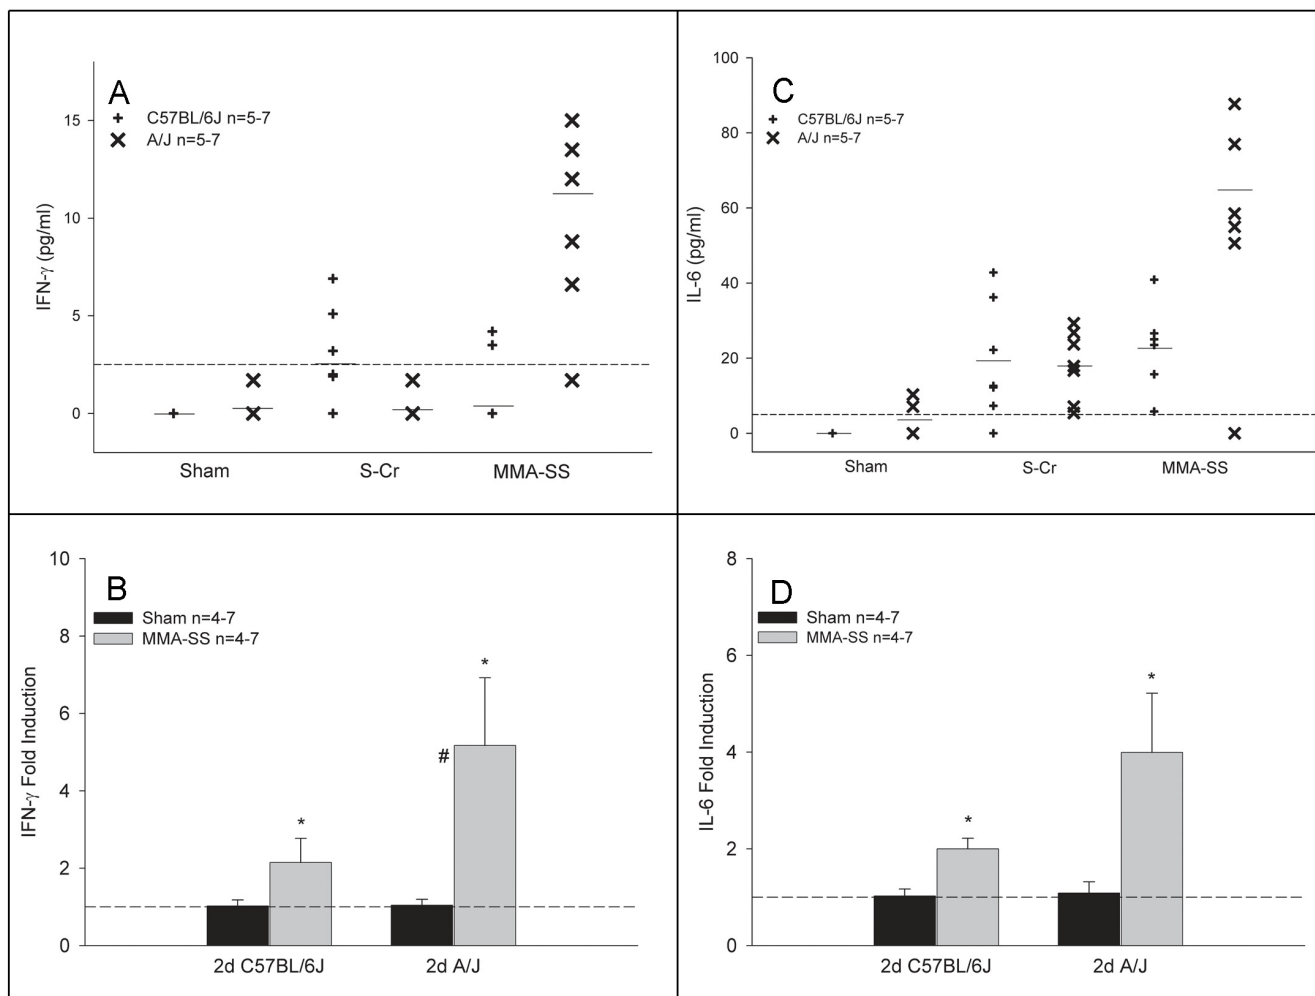 A
C57BL/6J n=5-7
A/J n=5-7
IFN-γ (pg/ml)
15
10
5
0
Sham
S-Cr
MMA-SS
C
C57BL/6J n=5-7
A/J n=5-7
IL-6 (pg/ml)
100
80
60
40
20
0
Sham
S-Cr
MMA-SS
B
Sham n=4-7
MMA-SS n=4-7
IFN-γ Fold Induction
10
8
6
4
2
0
*
#
*
2d C57BL/6J
2d A/J
D
Sham n=4-7
MMA-SS n=4-7
IL-6 Fold Induction
8
6
4
2
0
*
*
2d C57BL/6J
2d A/J